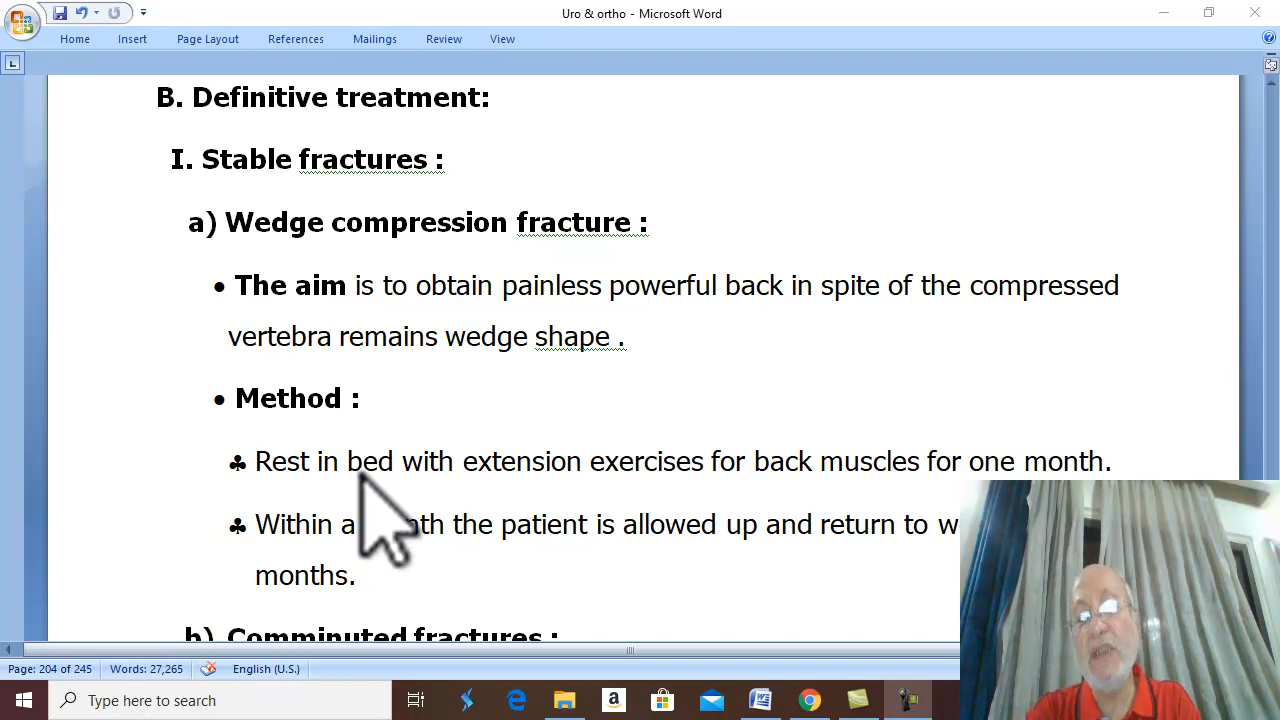 Uro & ortho - Microsoft Word
Home Insert Page Layout References Mailings Review View
B. Definitive treatment:
I. Stable fractures :
a) Wedge compression fracture :
• The aim is to obtain painless powerful back in spite of the compressed
vertebra remains wedge shape .
• Method :
♣ Rest in bed with extension exercises for back muscles for one month.
♣ Within a the patient is allowed up and return to
months.
b) Comminuted fractures :
Page: 204 of 245 Words: 27,265 English (U.S.)
Type here to search